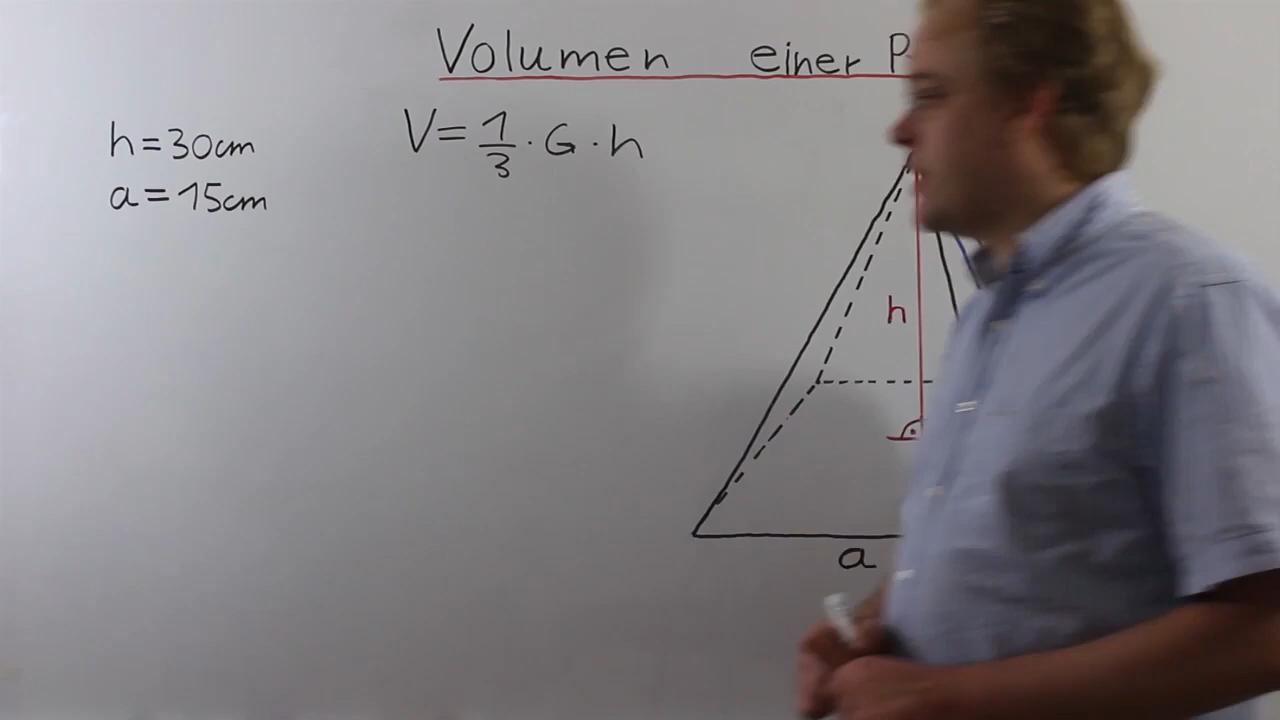 Volumen einer P
h=30cm
V=1/3·G·h
a=15cm
h
a